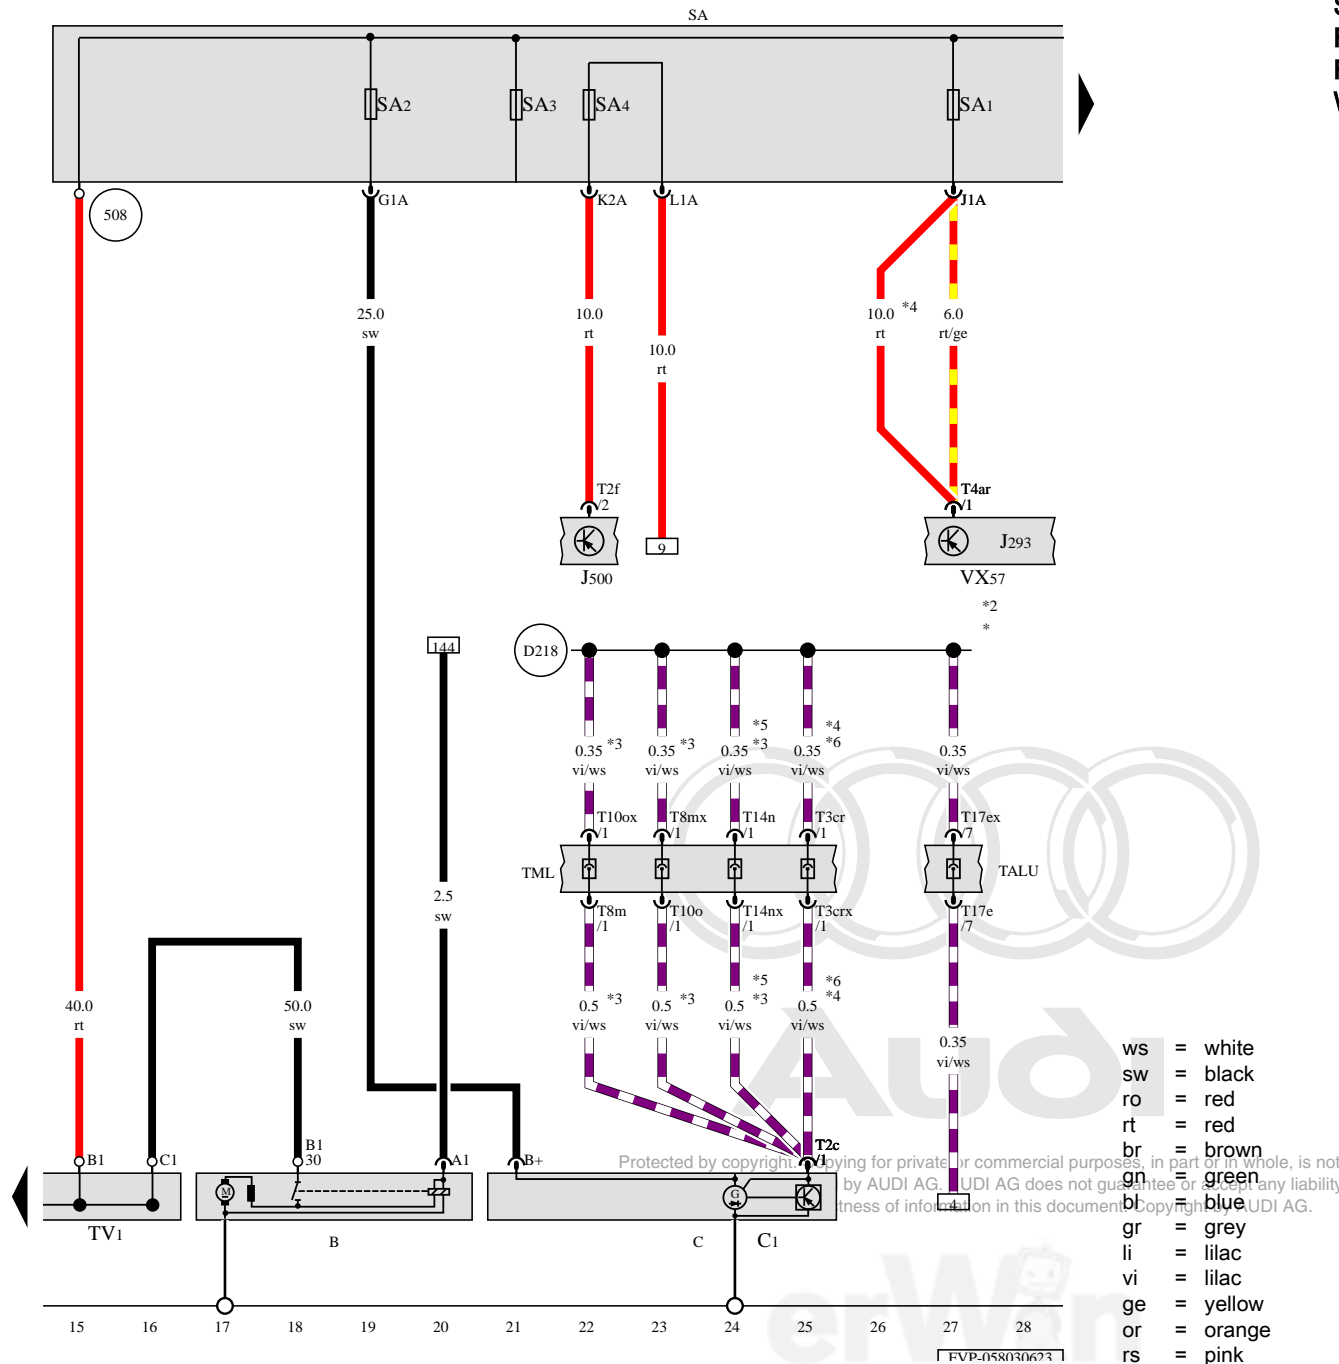 SA
SA2
SA3
SA4
SA1
508
G1A
K2A
L1A
J1A
25.0
sw
10.0
rt
10.0
rt
10.0
rt
*4
6.0
rt/ge
T2f
/2
J500
9
T4ar
/1
J293
VX57
*2
*
144
D218
0.35
vi/ws
*3
0.35
vi/ws
*3
*5
0.35
*3
vi/ws
*4
0.35
*6
vi/ws
0.35
vi/ws
T10ox
/1
T8mx
/1
T14n
/1
T3cr
/1
T17ex
/7
TML
TALU
T8m
/1
T10o
/1
T14nx
/1
T3crx
/1
T17e
/7
2.5
sw
40.0
rt
50.0
sw
0.5
vi/ws
*3
0.5
vi/ws
*3
*5
0.5
*3
vi/ws
*6
0.5
*4
vi/ws
0.35
vi/ws
Audi
B1
C1
B1
30
A1
B+
T2c
/1
Protected by copyright. Copying for private or commercial purposes, in part or in whole, is not
by AUDI AG. AUDI AG does not guarantee or accept any liability
tness of information in this document. Copyright by AUDI AG.
M
G
4
TV1
B
C
C1
ws = white
sw = black
ro = red
rt = red
br = brown
gn = green
bl = blue
gr = grey
li = lilac
vi = lilac
ge = yellow
or = orange
rs = pink
erWin
15 16 17 18 19 20 21 22 23 24 25 26 27 28
EVP-058030623